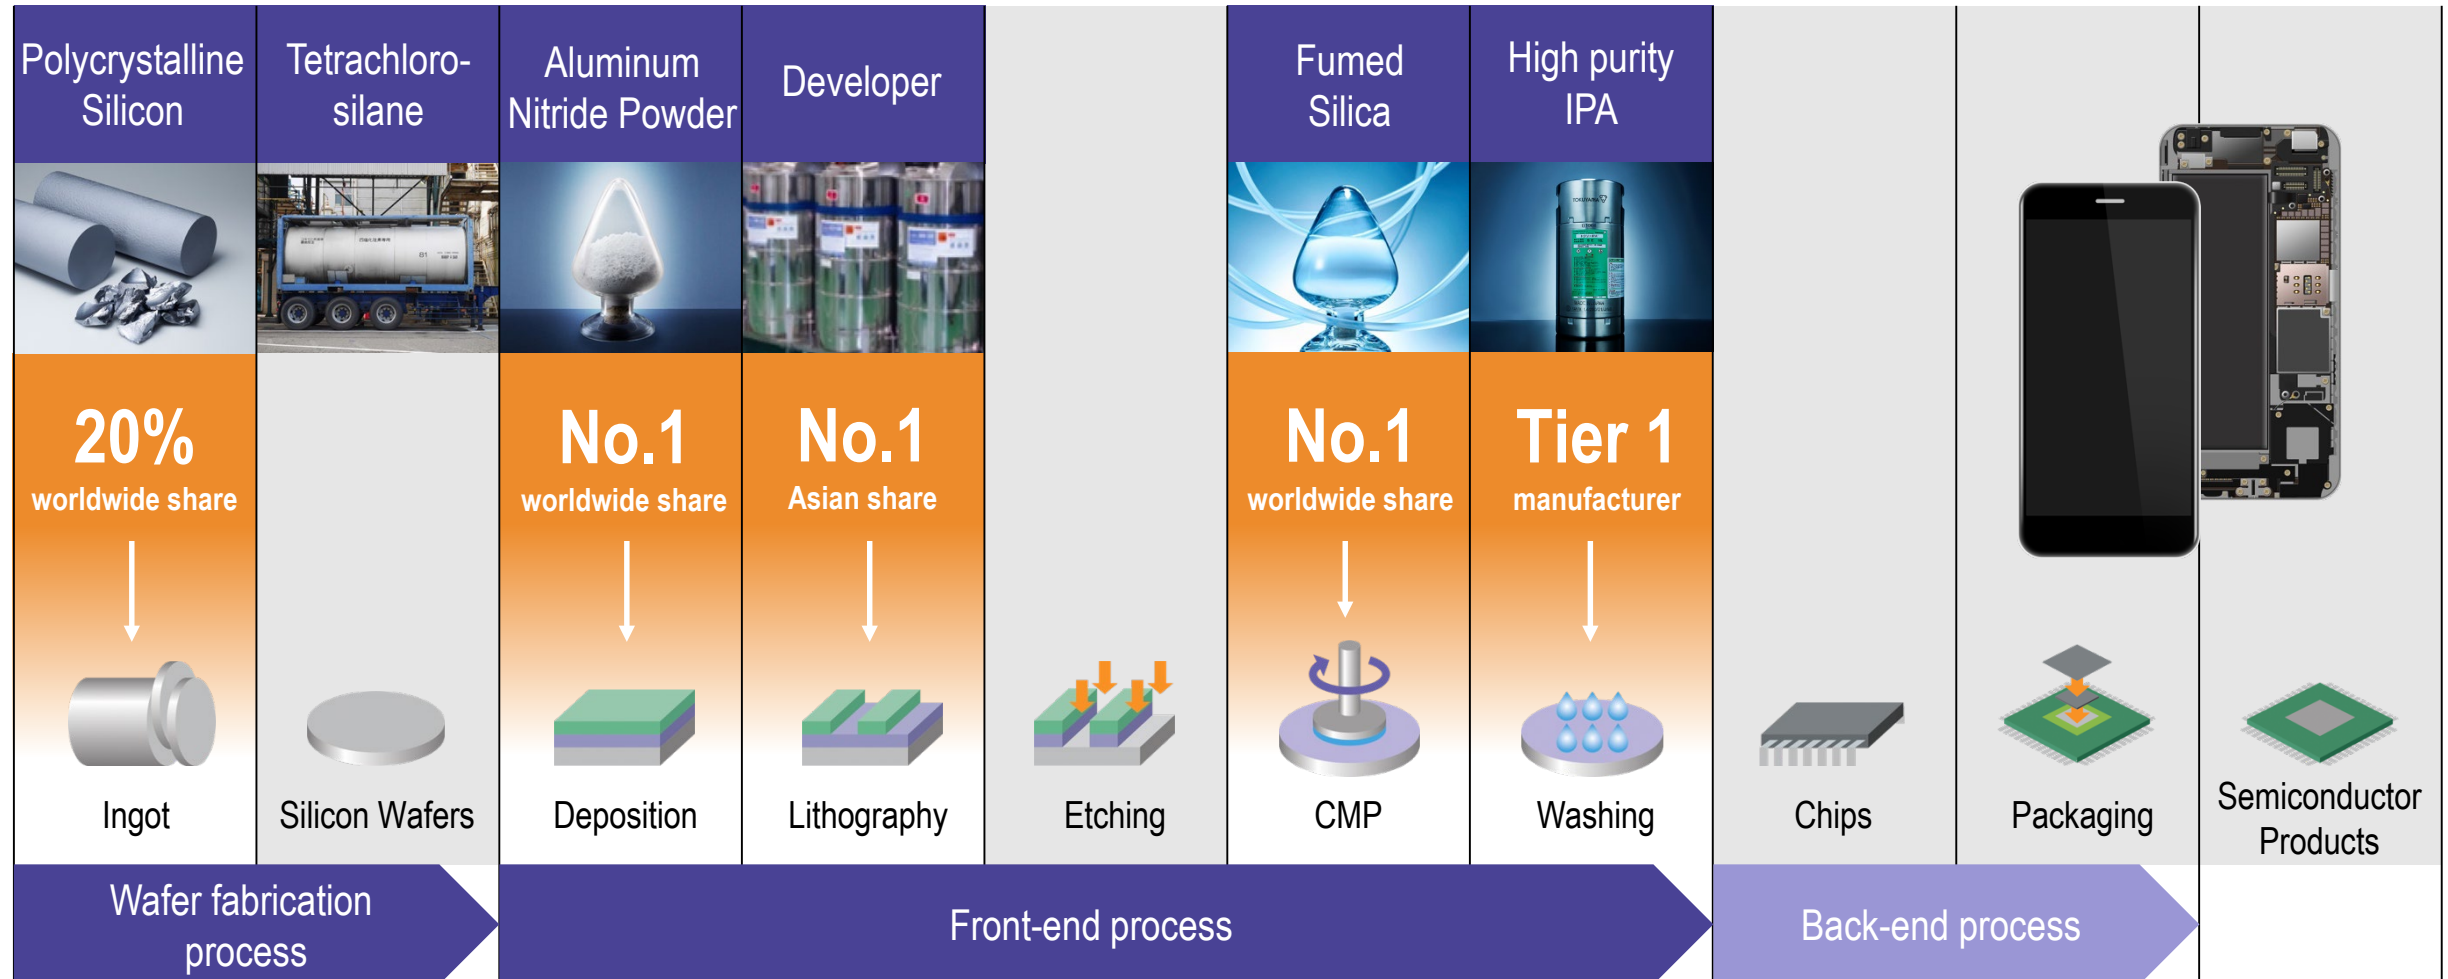 Polycrystalline
Silicon
Tetrachloro-
silane
Aluminum
Nitride Powder
Developer
Fumed
Silica
High purity
IPA
TOKUYAMA
20%
worldwide share
No.1
worldwide share
No.1
Asian share
No.1
worldwide share
Tier 1
manufacturer
Ingot
Silicon Wafers
Deposition
Lithography
Etching
CMP
Washing
Chips
Packaging
Semiconductor
Products
Wafer fabrication
process
Front-end process
Back-end process